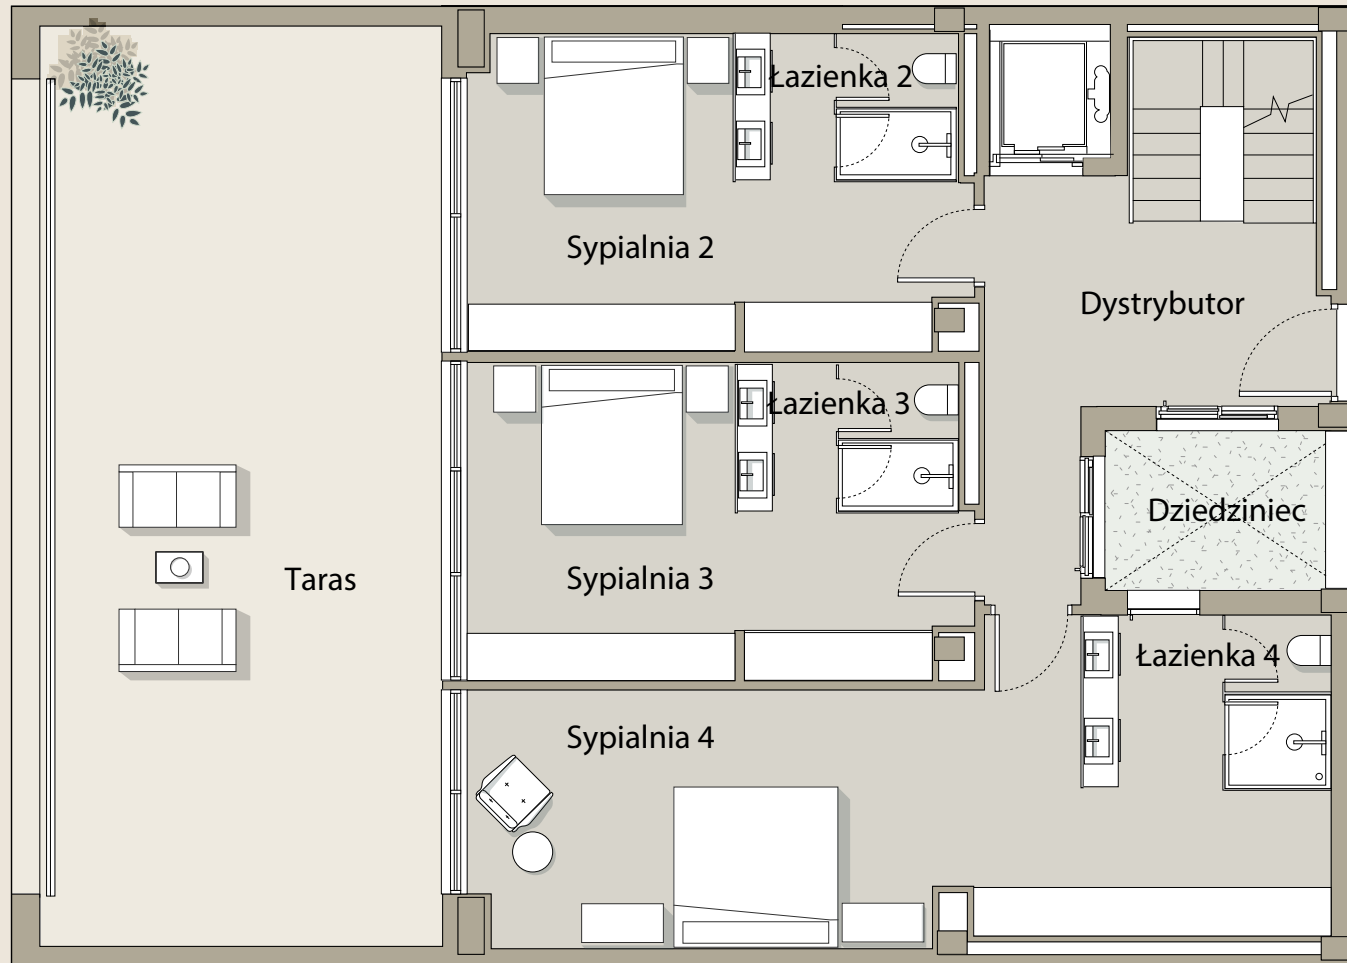 Łazienka 2
Sypialnia 2
Dystrybutor
Łazienka 3
Dziedziniec
Sypialnia 3
Taras
Łazienka 4
Sypialnia 4